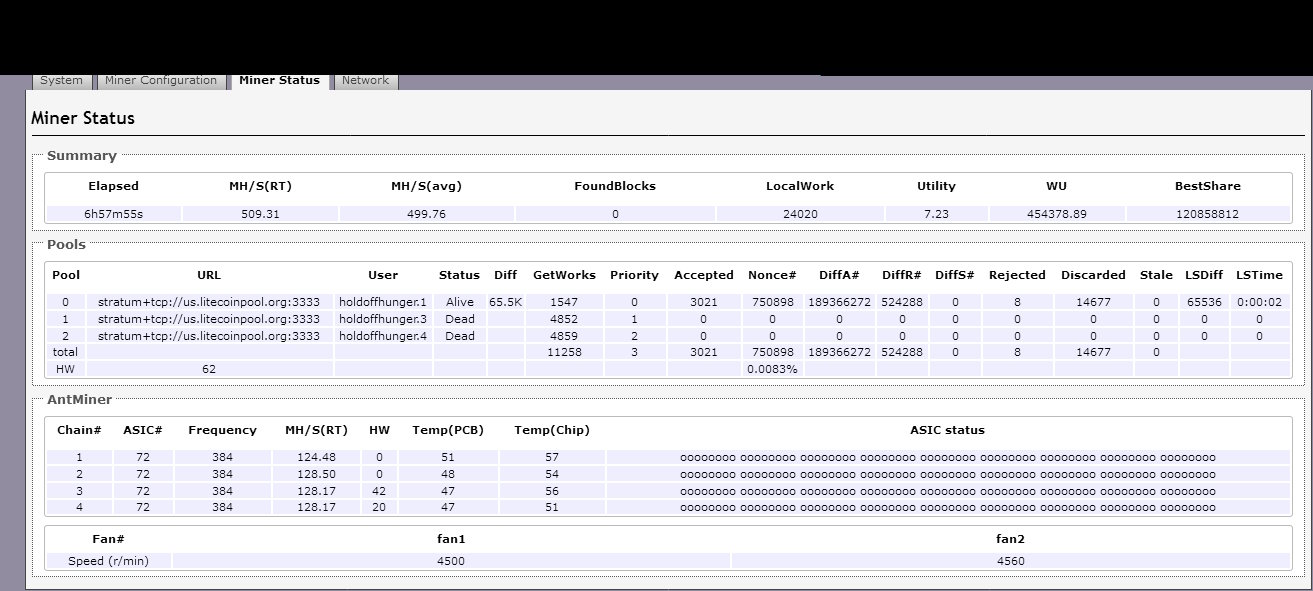 System Miner Configuration Miner Status Network
Miner Status
Summary
Elapsed MH/S(RT) MH/S(avg) FoundBlocks LocalWork Utility WU BestShare
6h57m55s 509.31 499.76 0 24020 7.23 454378.89 120858812
Pools
Pool URL User Status Diff GetWorks Priority Accepted Nonce# DiffA# DiffR# DiffS# Rejected Discarded Stale LSDiff LSTime
0 stratum+tcp://us.litecoinpool.org:3333 holdoffhunger.1 Alive 65.5K 1547 0 3021 750898 189366272 524288 0 8 14677 0 65536 0:00:02
1 stratum+tcp://us.litecoinpool.org:3333 holdoffhunger.3 Dead 4852 1 0 0 0 0 0 0 0 0 0 0
2 stratum+tcp://us.litecoinpool.org:3333 holdoffhunger.4 Dead 4859 2 0 0 0 0 0 0 0 0 0 0
total 11258 3 3021 750898 189366272 524288 0 8 14677 0
HW 62 0.0083%
AntMiner
Chain# ASIC# Frequency MH/S(RT) HW Temp(PCB) Temp(Chip) ASIC status
1 72 384 124.48 0 51 57 oooooooo oooooooo oooooooo oooooooo oooooooo oooooooo oooooooo oooooooo oooooooo
2 72 384 128.50 0 48 54 oooooooo oooooooo oooooooo oooooooo oooooooo oooooooo oooooooo oooooooo oooooooo
3 72 384 128.17 42 47 56 oooooooo oooooooo oooooooo oooooooo oooooooo oooooooo oooooooo oooooooo oooooooo
4 72 384 128.17 20 47 51 oooooooo oooooooo oooooooo oooooooo oooooooo oooooooo oooooooo oooooooo oooooooo
Fan# fan1 fan2
Speed (r/min) 4500 4560